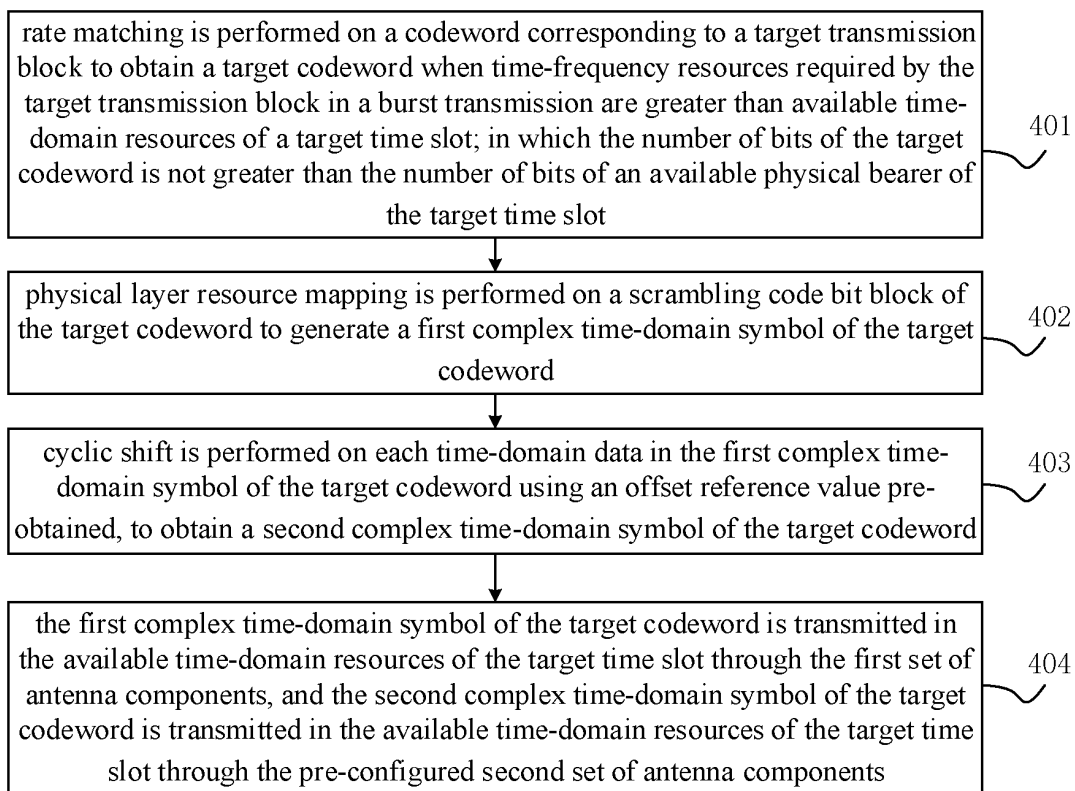 rate matching is performed on a codeword corresponding to a target transmission
block to obtain a target codeword when time-frequency resources required by the
target transmission block in a burst transmission are greater than available time-
domain resources of a target time slot; in which the number of bits of the target
codeword is not greater than the number of bits of an available physical bearer of
the target time slot
401
physical layer resource mapping is performed on a scrambling code bit block of
the target codeword to generate a first complex time-domain symbol of the target
codeword
402
cyclic shift is performed on each time-domain data in the first complex time-
domain symbol of the target codeword using an offset reference value pre-
obtained, to obtain a second complex time-domain symbol of the target codeword
403
the first complex time-domain symbol of the target codeword is transmitted in
the available time-domain resources of the target time slot through the first set of
antenna components, and the second complex time-domain symbol of the target
codeword is transmitted in the available time-domain resources of the target time
slot through the pre-configured second set of antenna components
404